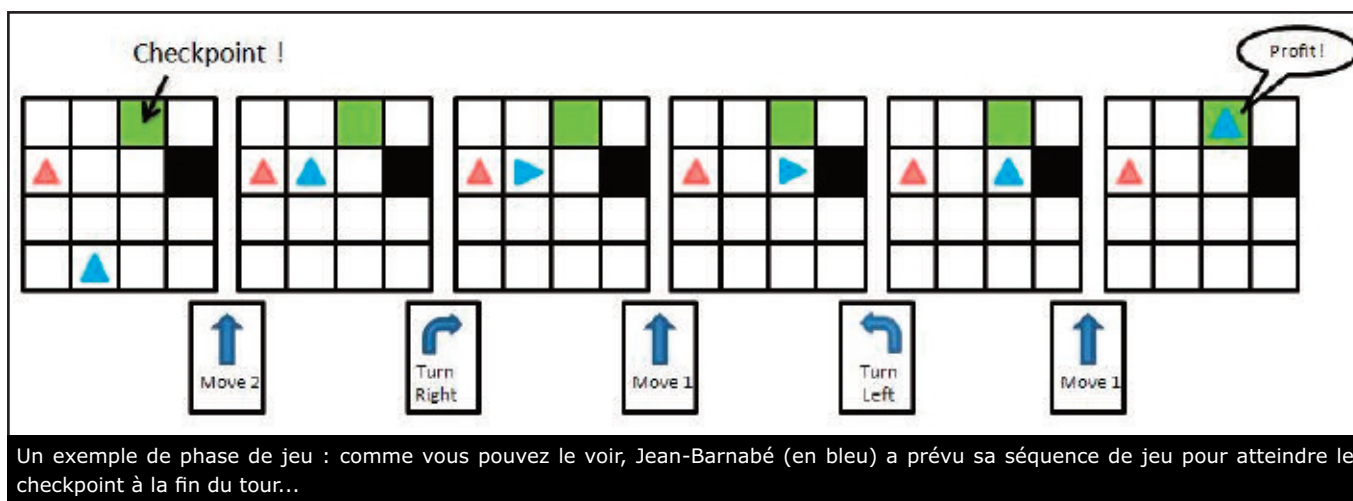 Checkpoint !
Profit!
Move 2
Turn
Right
Move 1
Turn
Left
Move 1
Un exemple de phase de jeu : comme vous pouvez le voir, Jean-Barnabé (en bleu) a prévu sa séquence de jeu pour atteindre le
checkpoint à la fin du tour...